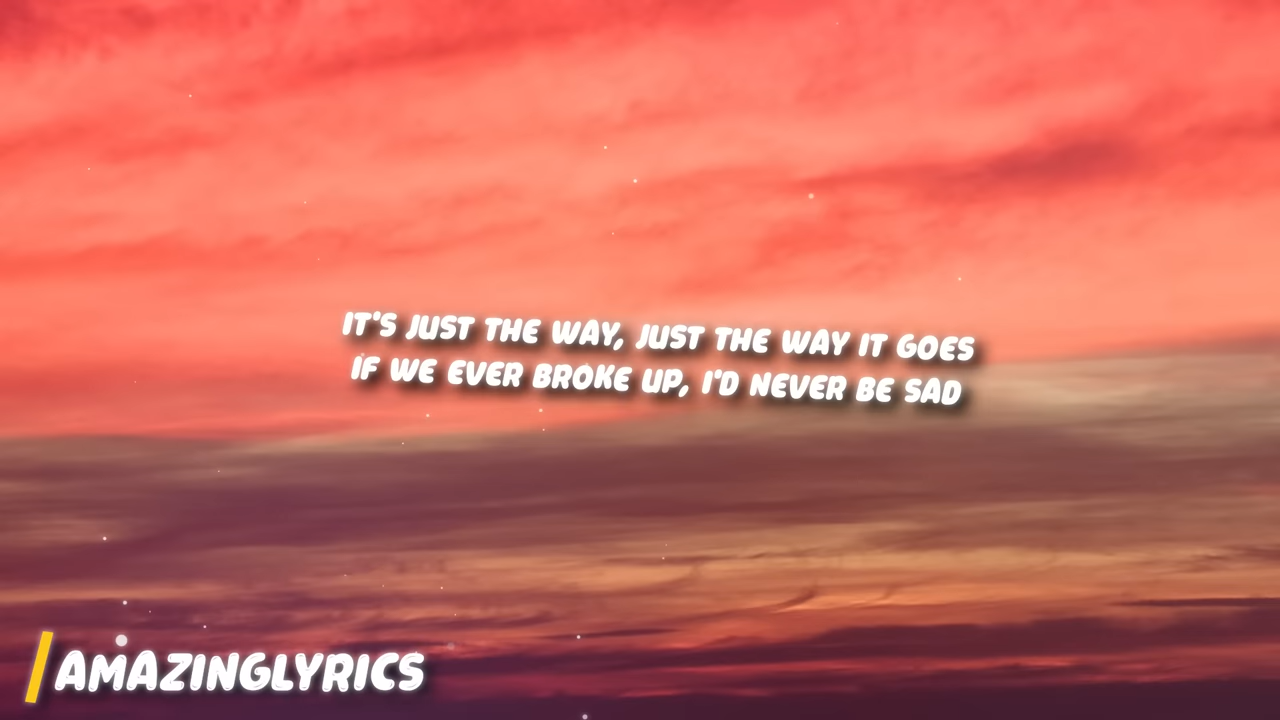 IT'S JUST THE WAY, JUST THE WAY IT GOES
IF WE EVER BROKE UP, I'D NEVER BE SAD
AMAZINGLYRICS